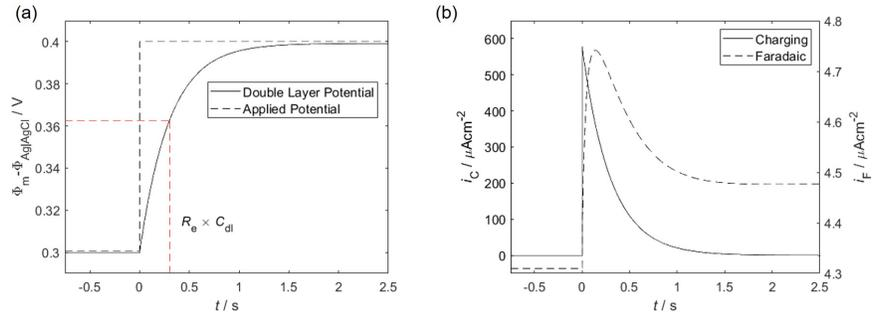 (a)
0.4
0.38
0.36
0.34
0.32
0.3
Φm-ΦAg|AgCl / V
Double Layer Potential
Applied Potential
Re × Cdl
-0.5 0 0.5 1 1.5 2 2.5
t / s
(b)
600
500
400
300
200
100
0
iC / μAcm-2
Charging
Faradaic
4.8
4.7
4.6
4.5
4.4
4.3
iF / μAcm-2
-0.5 0 0.5 1 1.5 2 2.5
t / s